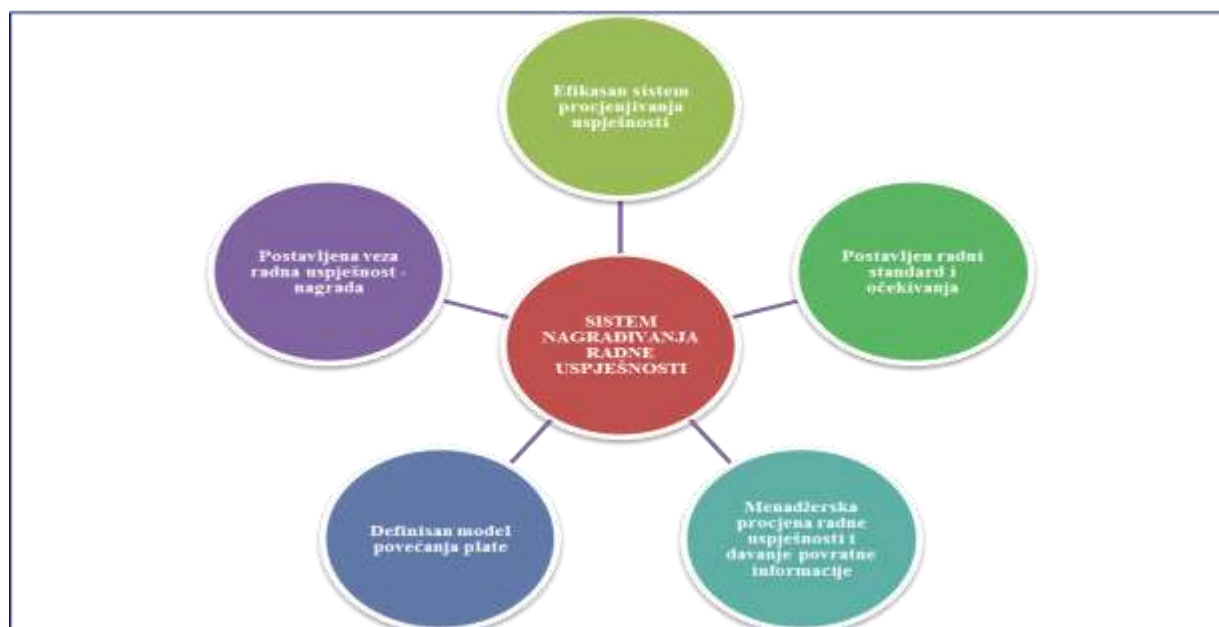 Efikasan sistem
procjenjivanja
uspješnosti
Postavljena veza
radna uspješnost -
nagrada
Postavljen radni
standard i
očekivanja
SISTEM
NAGRAĐIVANJA
RADNE
USPJEŠNOSTI
Definisan model
povećanja plate
Menadžerska
procjena radne
uspješnosti i
davanje povratne
informacije